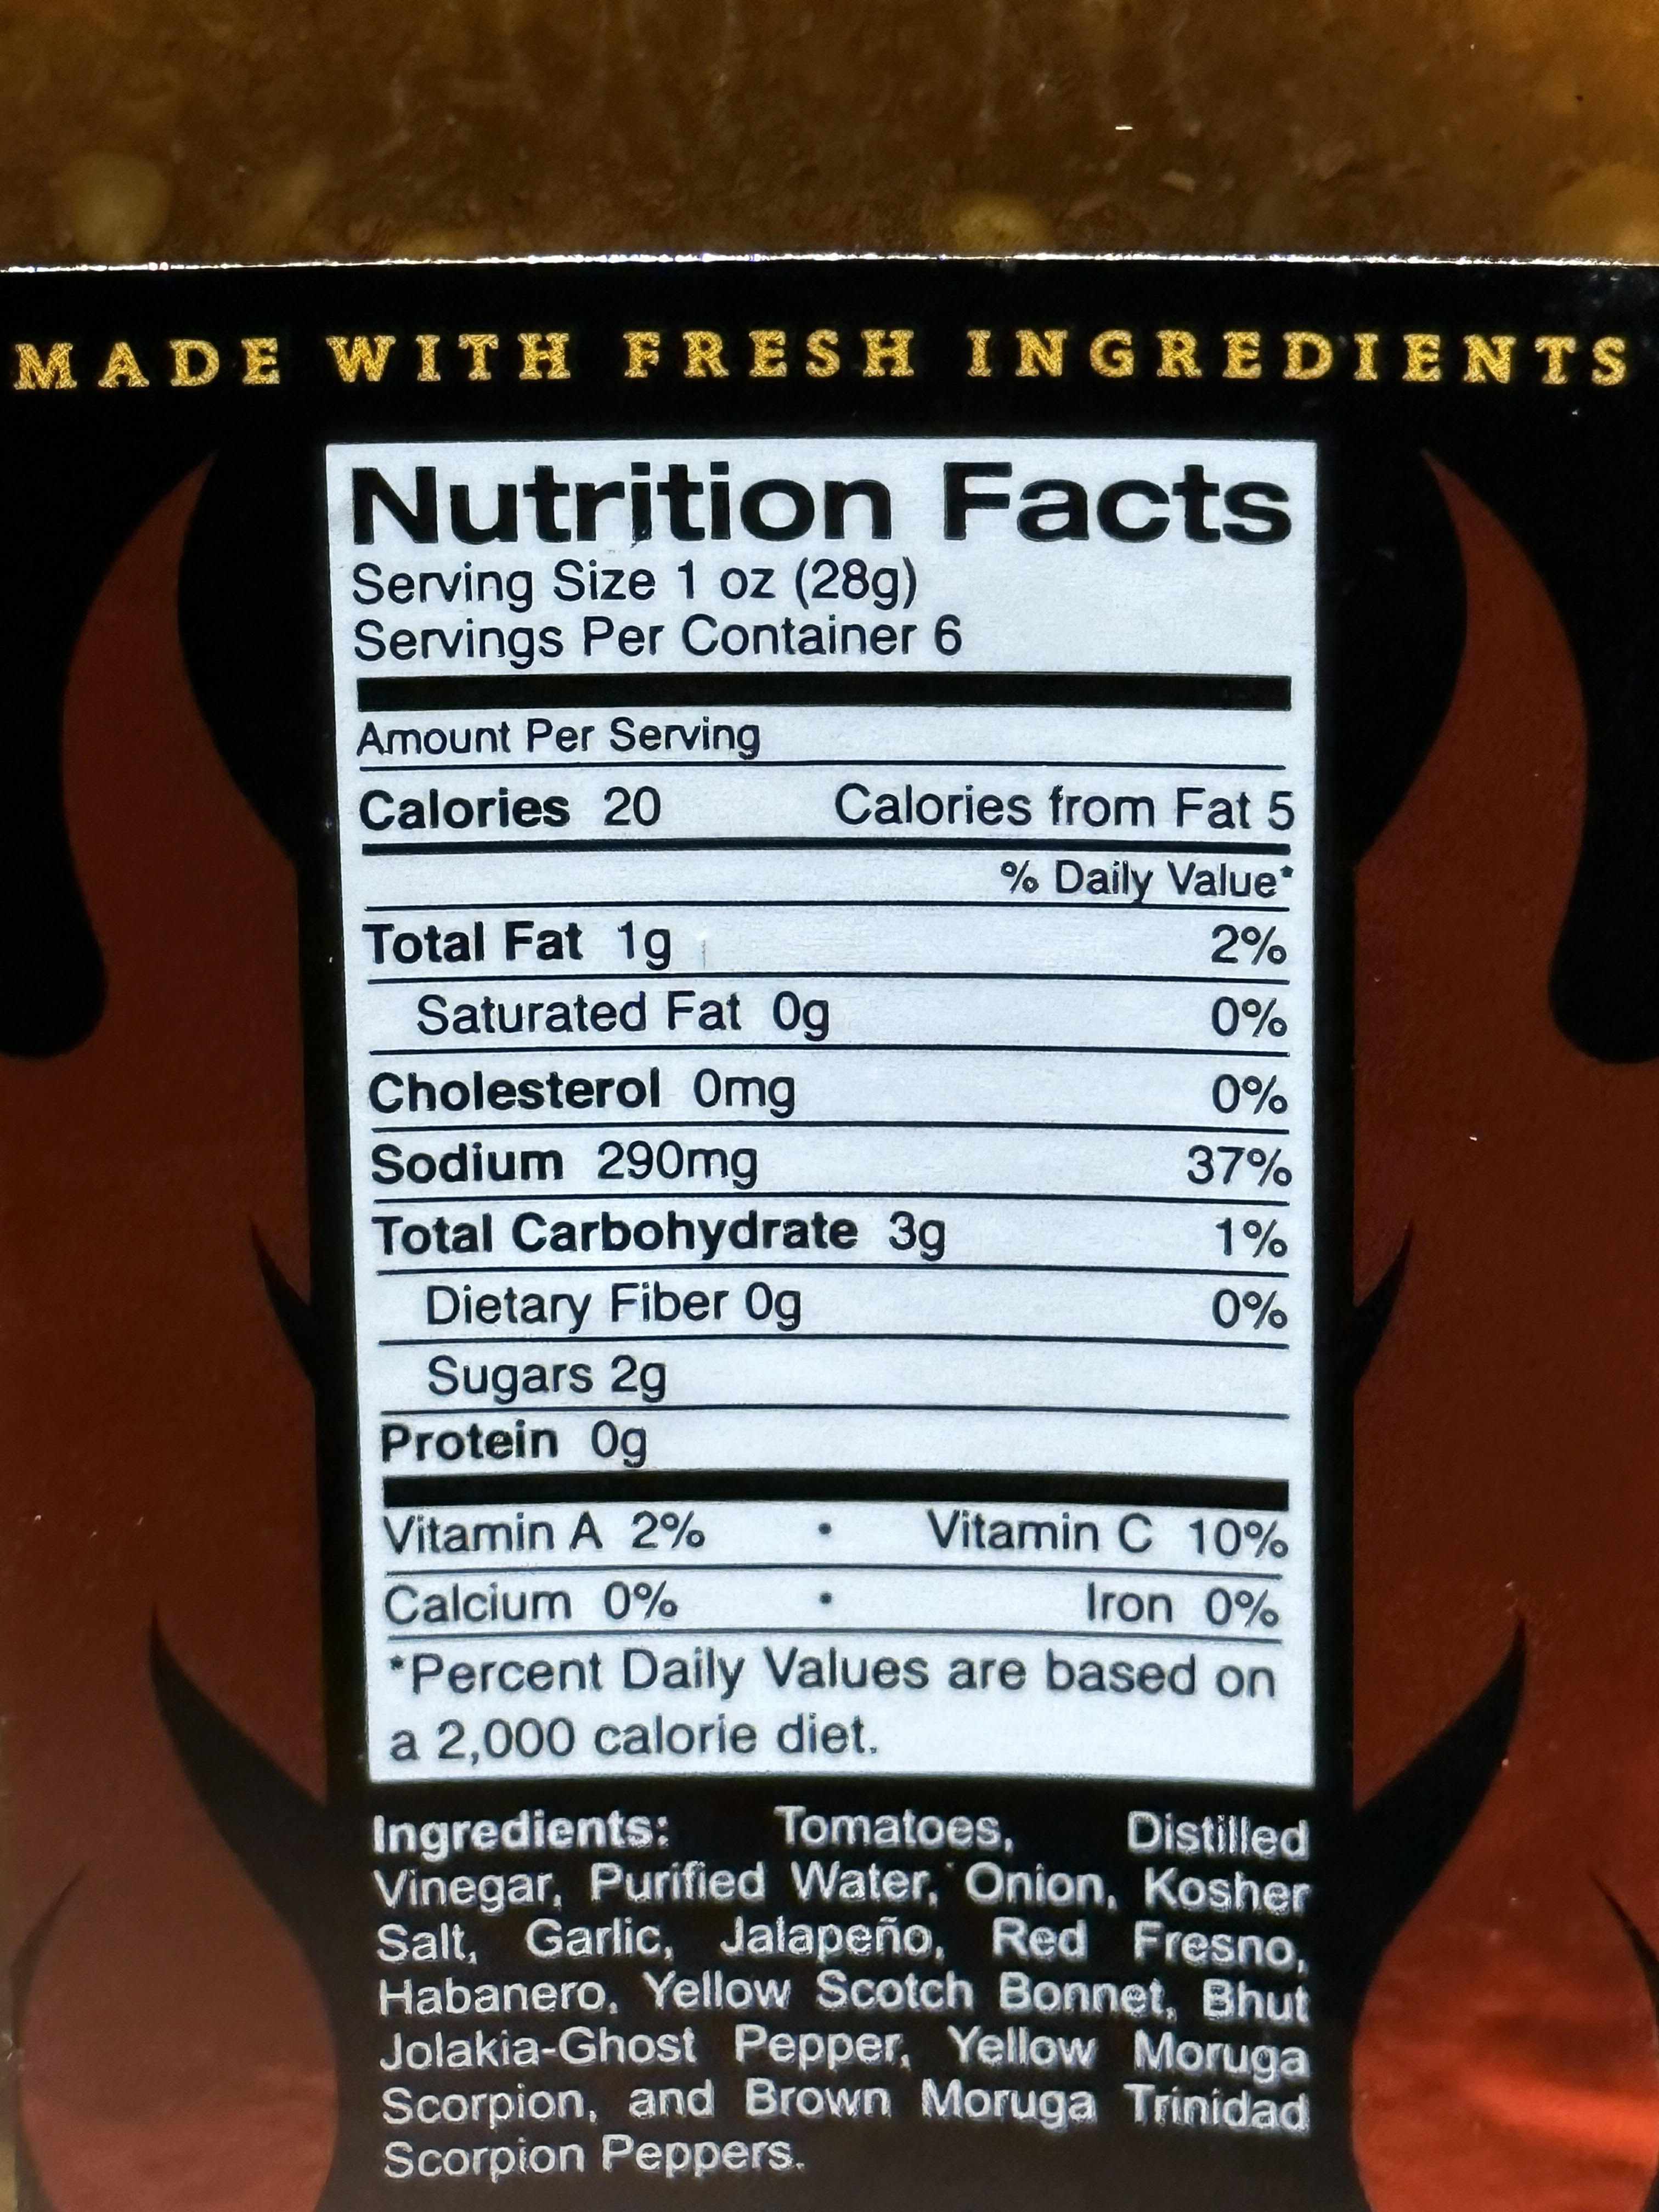 MADE WITH FRESH INGREDIENTS
Nutrition Facts
Serving Size 1 oz (28g)
Servings Per Container 6
Amount Per Serving
Calories 20 Calories from Fat 5
% Daily Value*
Total Fat 1g 2%
Saturated Fat 0g 0%
Cholesterol 0mg 0%
Sodium 290mg 37%
Total Carbohydrate 3g 1%
Dietary Fiber 0g 0%
Sugars 2g
Protein 0g
Vitamin A 2% • Vitamin C 10%
Calcium 0% • Iron 0%
*Percent Daily Values are based on
a 2,000 calorie diet.
Ingredients: Tomatoes, Distilled
Vinegar, Purified Water, Onion, Kosher
Salt, Garlic, Jalapeño, Red Fresno,
Habanero, Yellow Scotch Bonnet, Bhut
Jolakia-Ghost Pepper, Yellow Moruga
Scorpion, and Brown Moruga Trinidad
Scorpion Peppers.